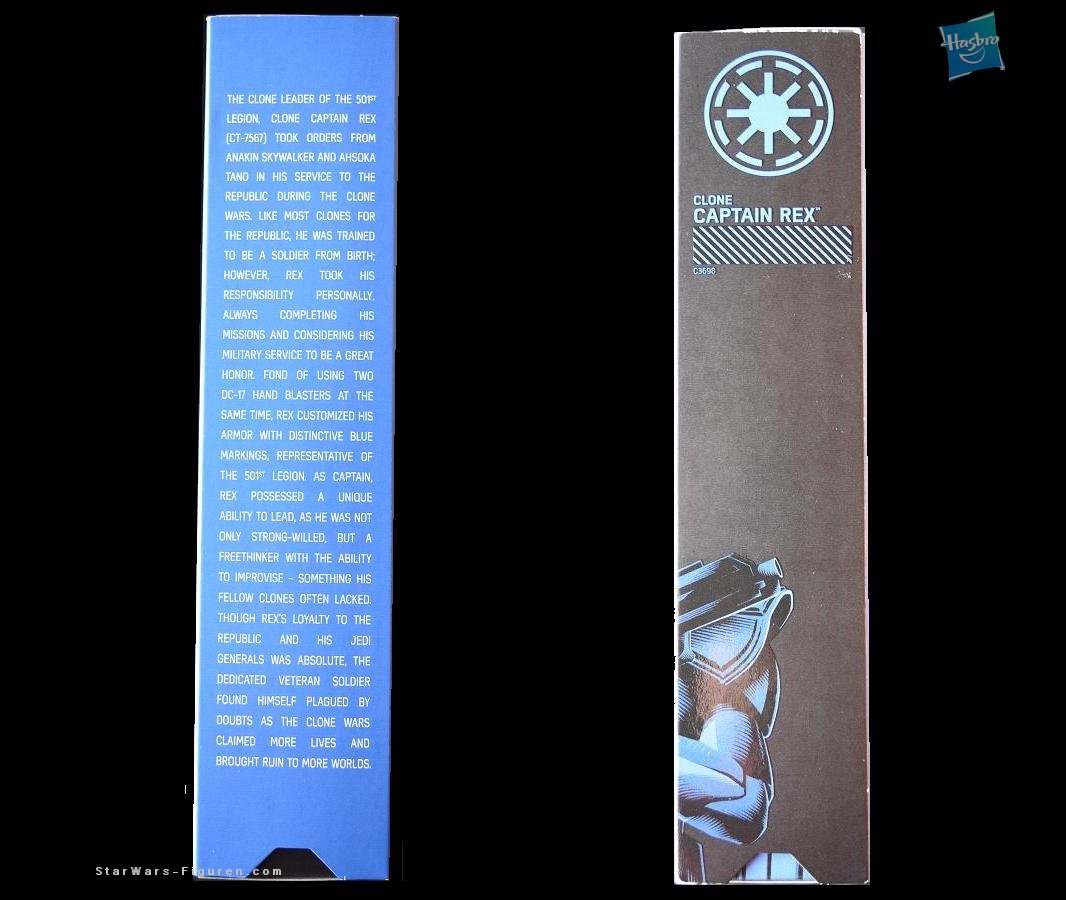 THE CLONE LEADER OF THE 501ST
LEGION, CLONE CAPTAIN REX
(CT-7567) TOOK ORDERS FROM
ANAKIN SKYWALKER AND AHSOKA
TANO IN HIS SERVICE TO THE
REPUBLIC DURING THE CLONE
WARS. LIKE MOST CLONES FOR
THE REPUBLIC, HE WAS TRAINED
TO BE A SOLDIER FROM BIRTH;
HOWEVER, REX TOOK HIS
RESPONSIBILITY PERSONALLY,
ALWAYS COMPLETING HIS
MISSIONS AND CONSIDERING HIS
MILITARY SERVICE TO BE A GREAT
HONOR. FOND OF USING TWO
DC-17 HAND BLASTERS AT THE
SAME TIME, REX CUSTOMIZED HIS
ARMOR WITH DISTINCTIVE BLUE
MARKINGS, REPRESENTATIVE OF
THE 501ST LEGION. AS CAPTAIN,
REX POSSESSED A UNIQUE
ABILITY TO LEAD, AS HE WAS NOT
ONLY STRONG-WILLED, BUT A
FREETHINKER WITH THE ABILITY
TO IMPROVISE – SOMETHING HIS
FELLOW CLONES OFTEN LACKED.
THOUGH REX'S LOYALTY TO THE
REPUBLIC AND HIS JEDI
GENERALS WAS ABSOLUTE, THE
DEDICATED VETERAN SOLDIER
FOUND HIMSELF PLAGUED BY
DOUBTS AS THE CLONE WARS
CLAIMED MORE LIVES AND
BROUGHT RUIN TO MORE WORLDS.
StarWars-Figuren.com
CLONE
CAPTAIN REX™
C3698
Hasbro